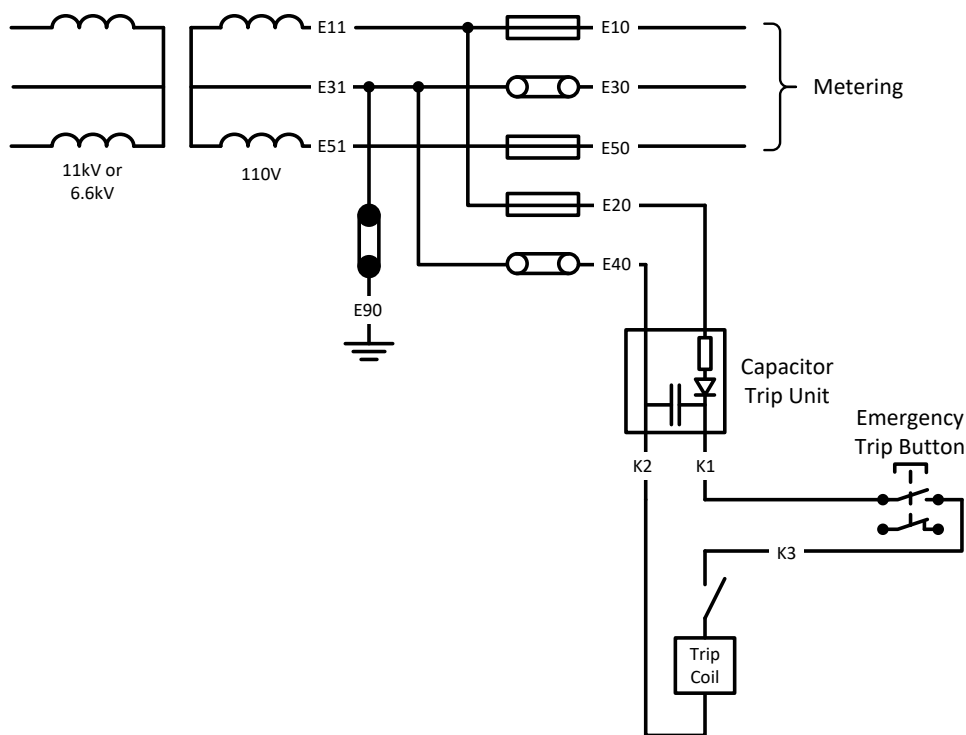 E11
E10
E31
E30
Metering
E51
E50
11kV or
6.6kV
110V
E20
E40
E90
Capacitor
Trip Unit
Emergency
Trip Button
K2
K1
K3
Trip
Coil